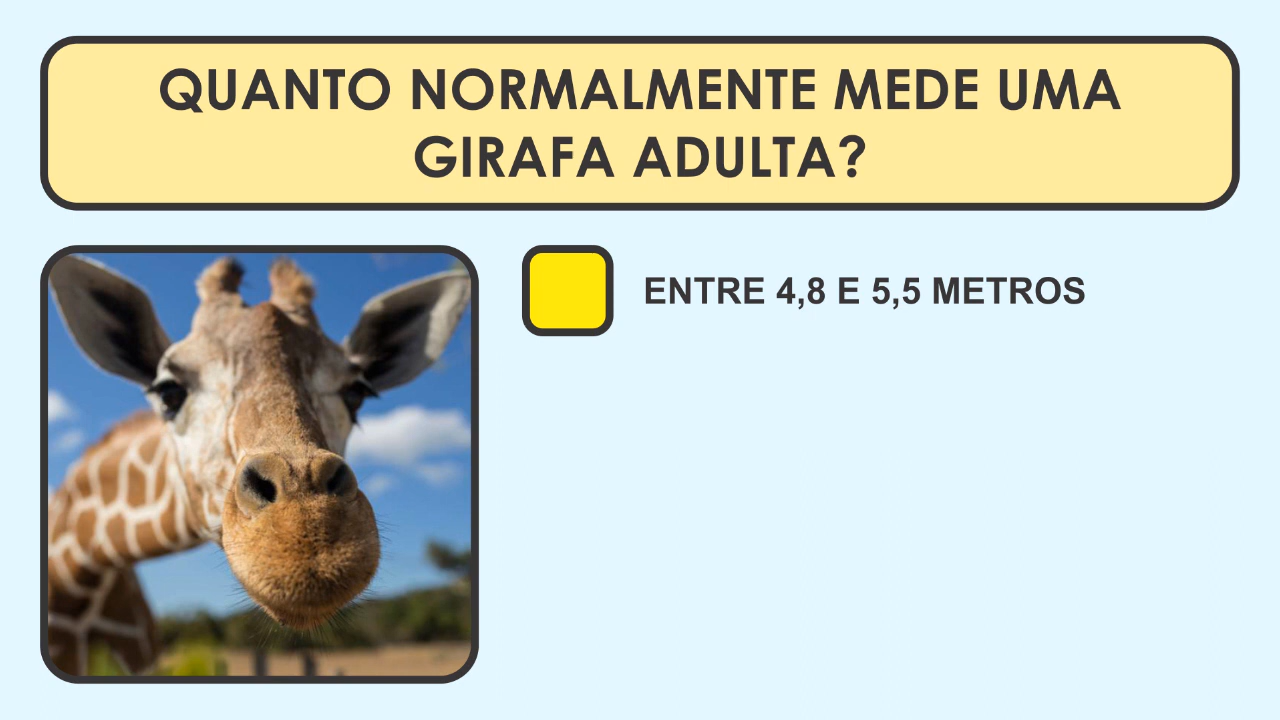 QUANTO NORMALMENTE MEDE UMA
GIRAFA ADULTA?
ENTRE 4,8 E 5,5 METROS